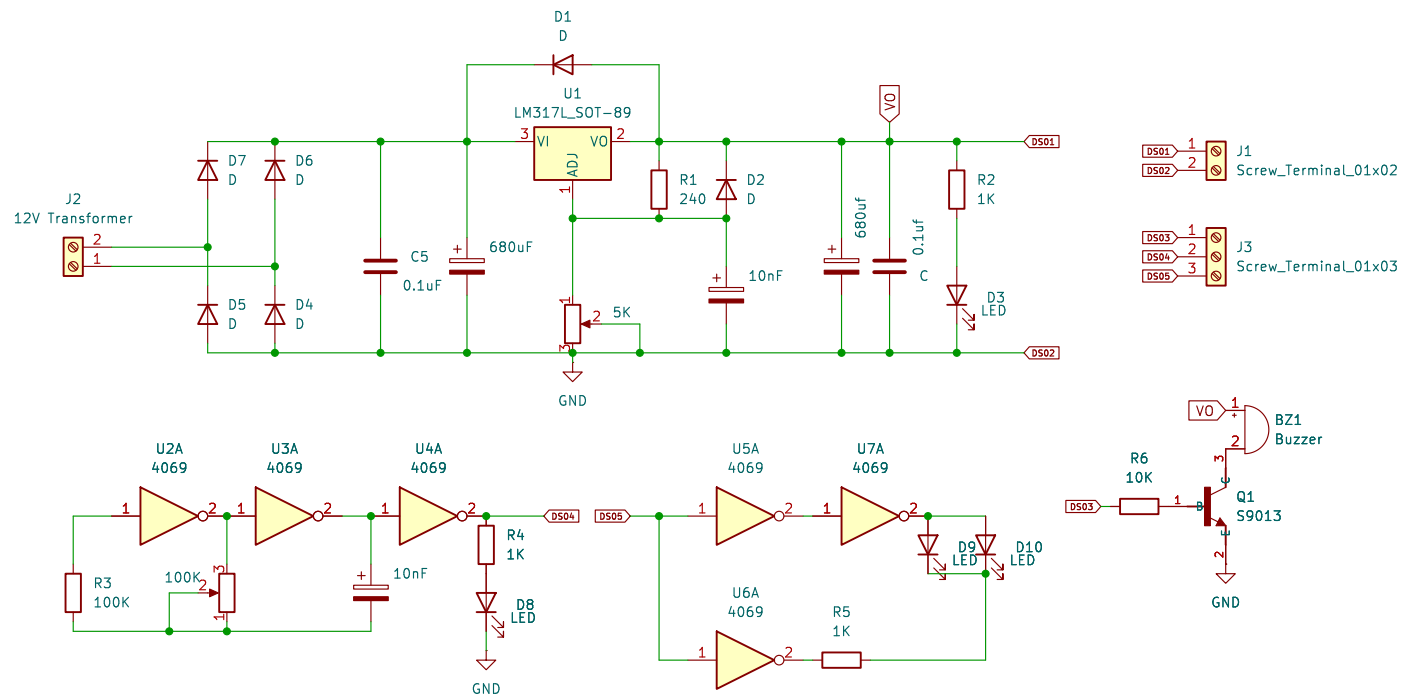 D1
D
U1
LM317L_SOT-89
3 VI VO 2
ADJ
1
VO
DS01
D7
D
D6
D
J2
12V Transformer
2
1
D5
D
D4
D
C5
0.1uF
680uF
R1
240
D2
D
10nF
1
2
3
5K
GND
680uf
0.1uf
C
R2
1K
D3
LED
DS02
DS01 1
DS02 2
J1
Screw_Terminal_01x02
DS03 1
DS04 2
DS05 3
J3
Screw_Terminal_01x03
U2A
4069
1 2
U3A
4069
1 2
U4A
4069
1 2
DS04
R3
100K
100K
3
2
1
10nF
R4
1K
D8
LED
GND
DS05
U5A
4069
1 2
U7A
4069
1 2
D9
LED
D10
LED
U6A
4069
1 2
R5
1K
VO
1
2
BZ1
Buzzer
R6
10K
DS03
1
B
3
C
E
2
Q1
S9013
GND